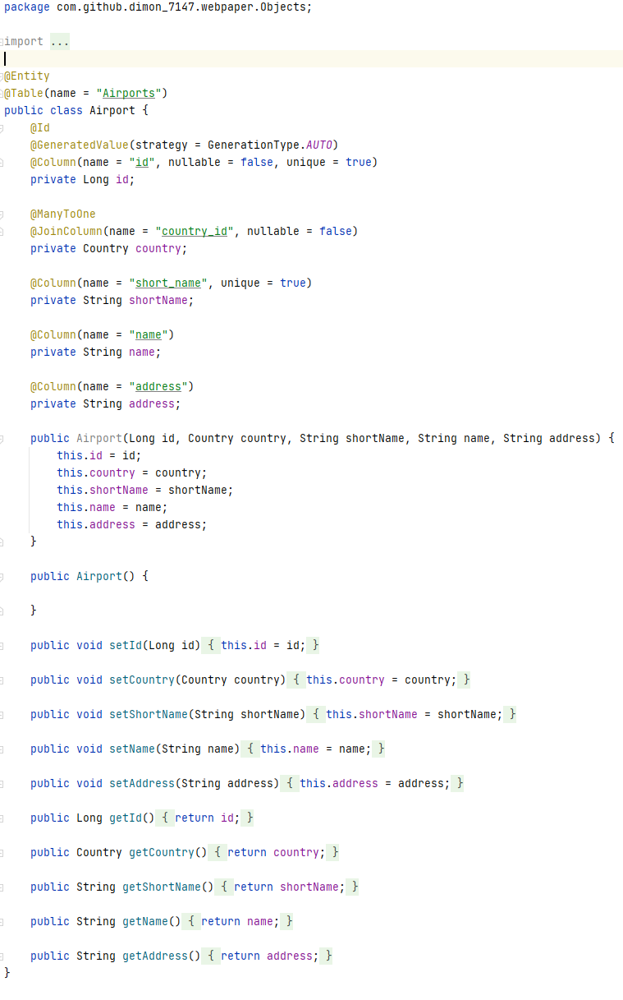 package com.github.dimon_7147.webpaper.Objects;
import ...
@Entity
@Table(name = "Airports")
public class Airport {
@Id
@GeneratedValue(strategy = GenerationType.AUTO)
@Column(name = "id", nullable = false, unique = true)
private Long id;
@ManyToOne
@JoinColumn(name = "country_id", nullable = false)
private Country country;
@Column(name = "short_name", unique = true)
private String shortName;
@Column(name = "name")
private String name;
@Column(name = "address")
private String address;
public Airport(Long id, Country country, String shortName, String name, String address) {
this.id = id;
this.country = country;
this.shortName = shortName;
this.name = name;
this.address = address;
}
public Airport() {
}
public void setId(Long id) { this.id = id; }
public void setCountry(Country country) { this.country = country; }
public void setShortName(String shortName) { this.shortName = shortName; }
public void setName(String name) { this.name = name; }
public void setAddress(String address) { this.address = address; }
public Long getId() { return id; }
public Country getCountry() { return country; }
public String getShortName() { return shortName; }
public String getName() { return name; }
public String getAddress() { return address; }
}